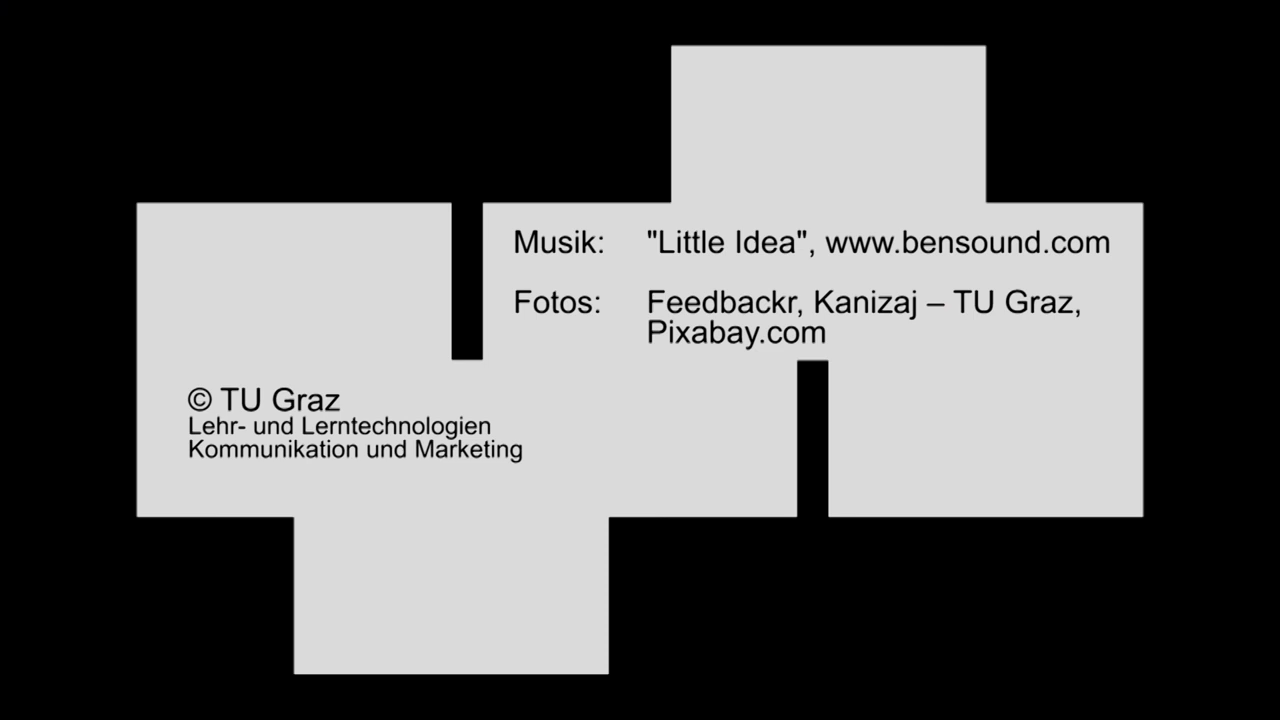 Musik: "Little Idea", www.bensound.com
Fotos: Feedbackr, Kanizaj – TU Graz,
Pixabay.com
© TU Graz
Lehr- und Lerntechnologien
Kommunikation und Marketing